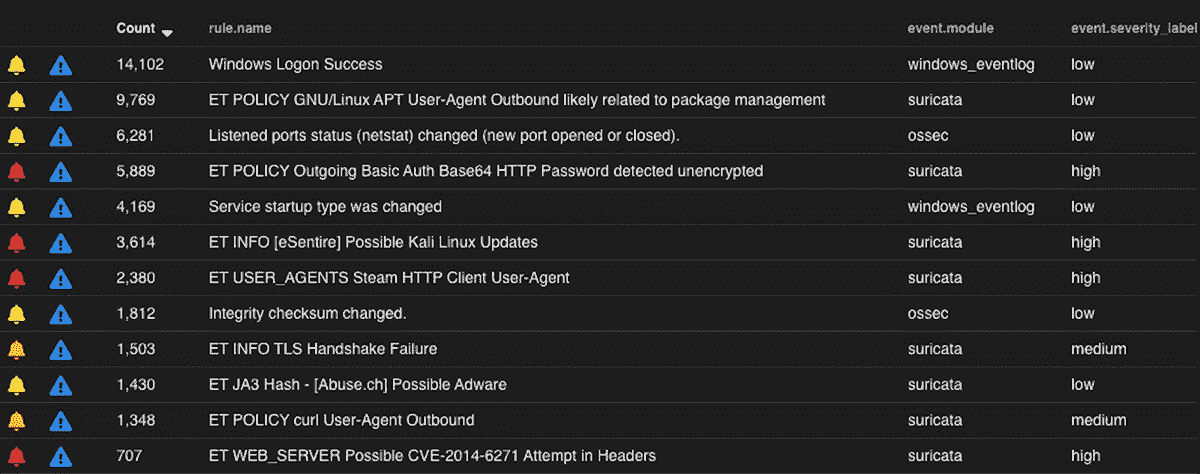 Count rule.name event.module event.severity_label
14,102 Windows Logon Success windows_eventlog low
9,769 ET POLICY GNU/Linux APT User-Agent Outbound likely related to package management suricata low
6,281 Listened ports status (netstat) changed (new port opened or closed). ossec low
5,889 ET POLICY Outgoing Basic Auth Base64 HTTP Password detected unencrypted suricata high
4,169 Service startup type was changed windows_eventlog low
3,614 ET INFO [eSentire] Possible Kali Linux Updates suricata high
2,380 ET USER_AGENTS Steam HTTP Client User-Agent suricata high
1,812 Integrity checksum changed. ossec low
1,503 ET INFO TLS Handshake Failure suricata medium
1,430 ET JA3 Hash - [Abuse.ch] Possible Adware suricata low
1,348 ET POLICY curl User-Agent Outbound suricata medium
707 ET WEB_SERVER Possible CVE-2014-6271 Attempt in Headers suricata high